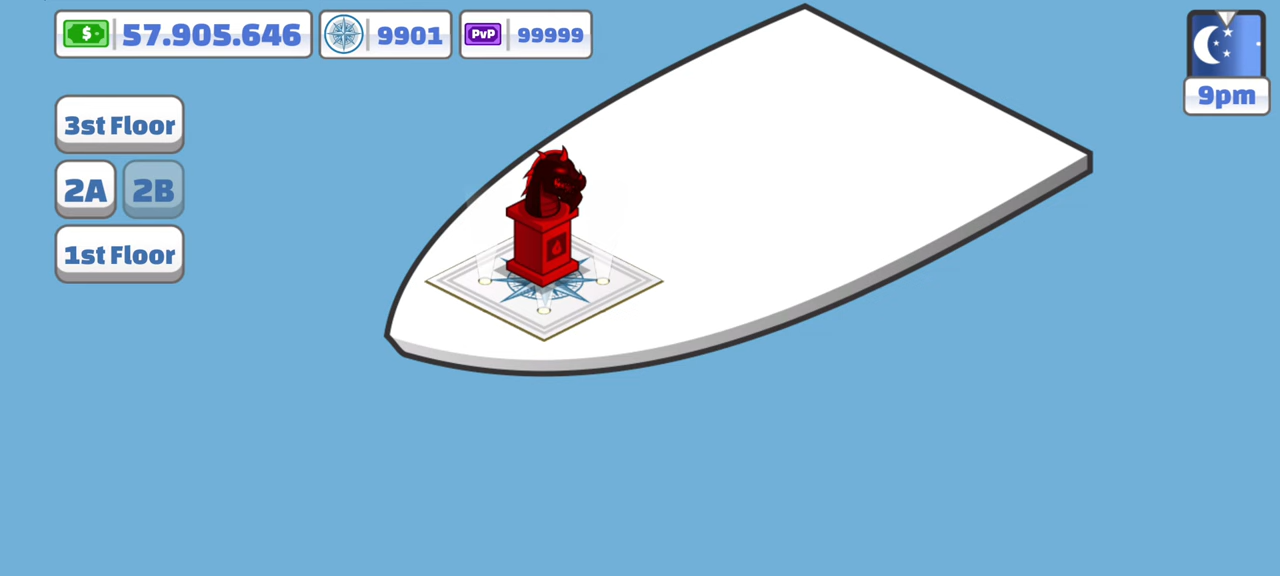 $ 57.905.646
9901
PvP 99999
9pm
3st Floor
2A 2B
1st Floor